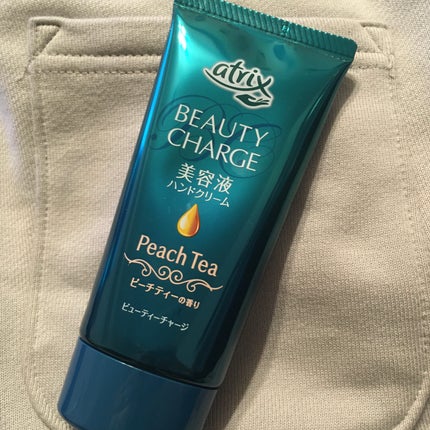 atrix
BEAUTY
CHARGE
美容液
ハンドクリーム
Peach Tea
ピーチティーの香り
ビューティーチャージ